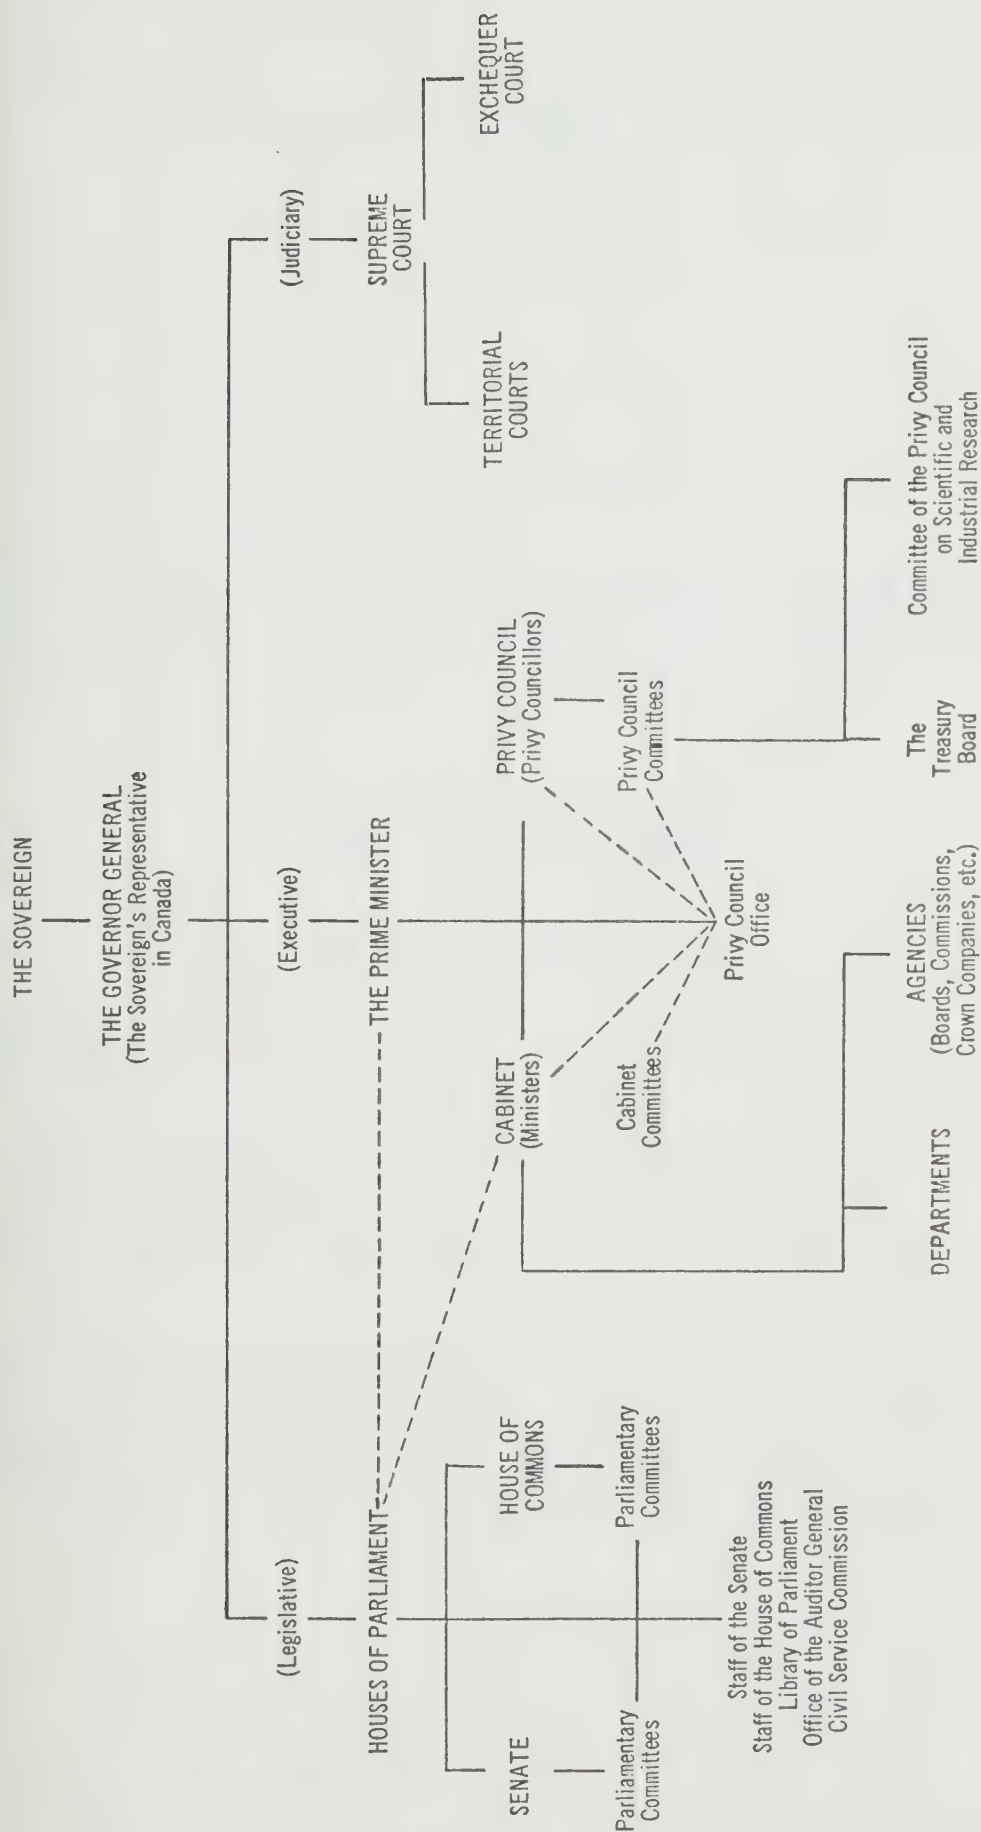 THE SOVEREIGN
THE GOVERNOR GENERAL
(The Sovereign's Representative
in Canada)
(Legislative)
(Executive)
(Judiciary)
HOUSES OF PARLIAMENT
THE PRIME MINISTER
SUPREME
COURT
SENATE
HOUSE OF
COMMONS
CABINET
(Ministers)
PRIVY COUNCIL
(Privy Councillors)
TERRITORIAL
COURTS
EXCHEQUER
COURT
Parliamentary
Committees
Parliamentary
Committees
Cabinet
Committees
Privy Council
Committees
Privy Council
Office
Staff of the Senate
Staff of the House of Commons
Library of Parliament
Office of the Auditor General
Civil Service Commission
DEPARTMENTS
AGENCIES
(Boards, Commissions,
Crown Companies, etc.)
The
Treasury
Board
Committee of the Privy Council
on Scientific and
Industrial Research